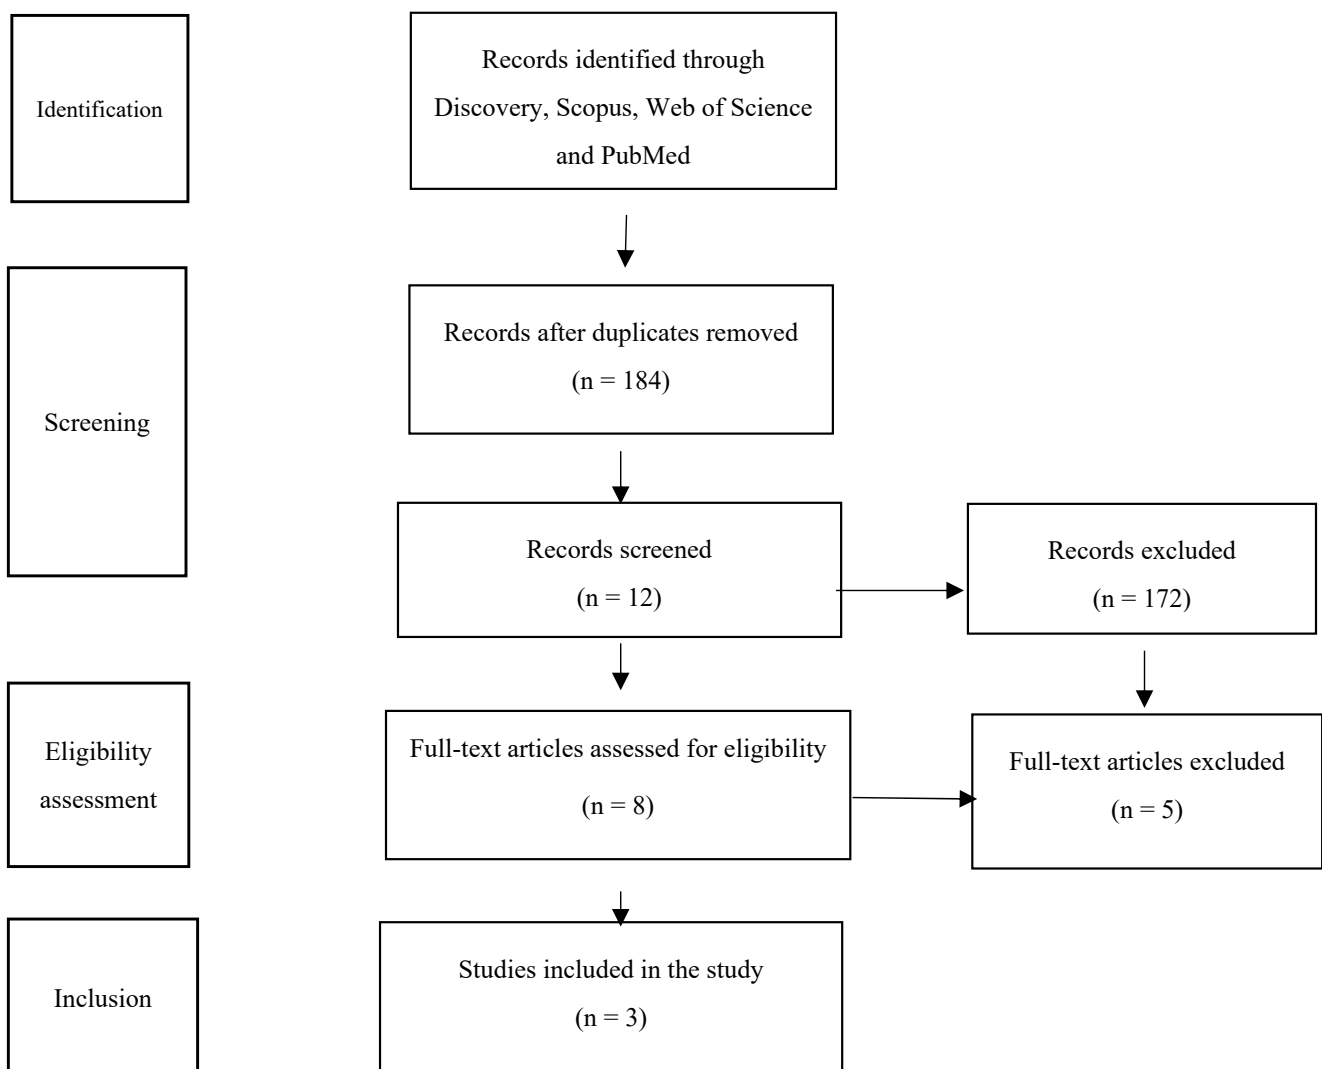 Identification
Records identified through
Discovery, Scopus, Web of Science
and PubMed
Screening
Records after duplicates removed
(n = 184)
Records screened
(n = 12)
Records excluded
(n = 172)
Eligibility
assessment
Full-text articles assessed for eligibility
(n = 8)
Full-text articles excluded
(n = 5)
Inclusion
Studies included in the study
(n = 3)